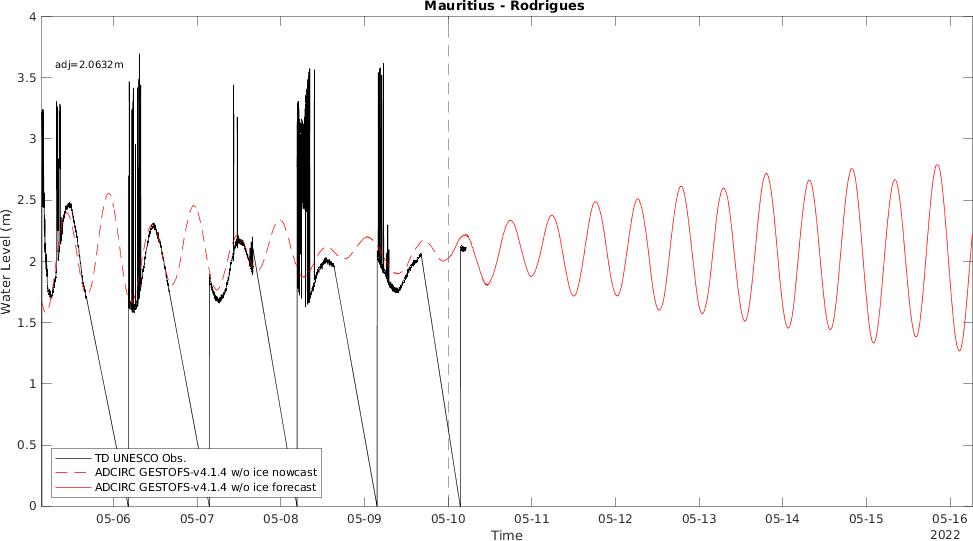 Mauritius - Rodrigues
adj=2.0632m
Water Level (m)
4
3.5
3
2.5
2
1.5
1
0.5
0
TD UNESCO Obs.
ADCIRC GESTOFS-v4.1.4 w/o ice nowcast
ADCIRC GESTOFS-v4.1.4 w/o ice forecast
05-06 05-07 05-08 05-09 05-10 05-11 05-12 05-13 05-14 05-15 05-16
2022
Time